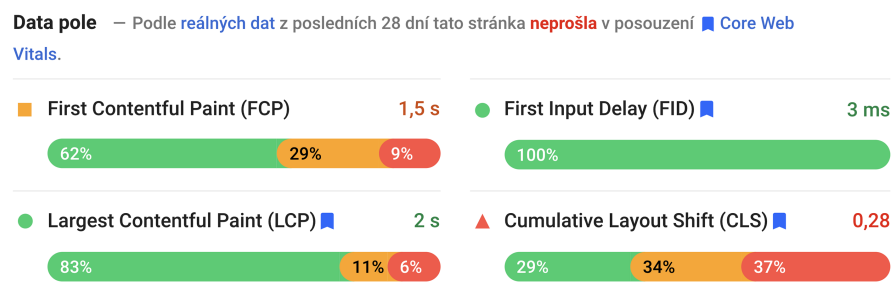 Data pole — Podle reálných dat z posledních 28 dní tato stránka neprošla v posouzení Core Web
Vitals.
First Contentful Paint (FCP) 1,5 s
62% 29% 9%
First Input Delay (FID) 3 ms
100%
Largest Contentful Paint (LCP) 2 s
83% 11% 6%
Cumulative Layout Shift (CLS) 0,28
29% 34% 37%